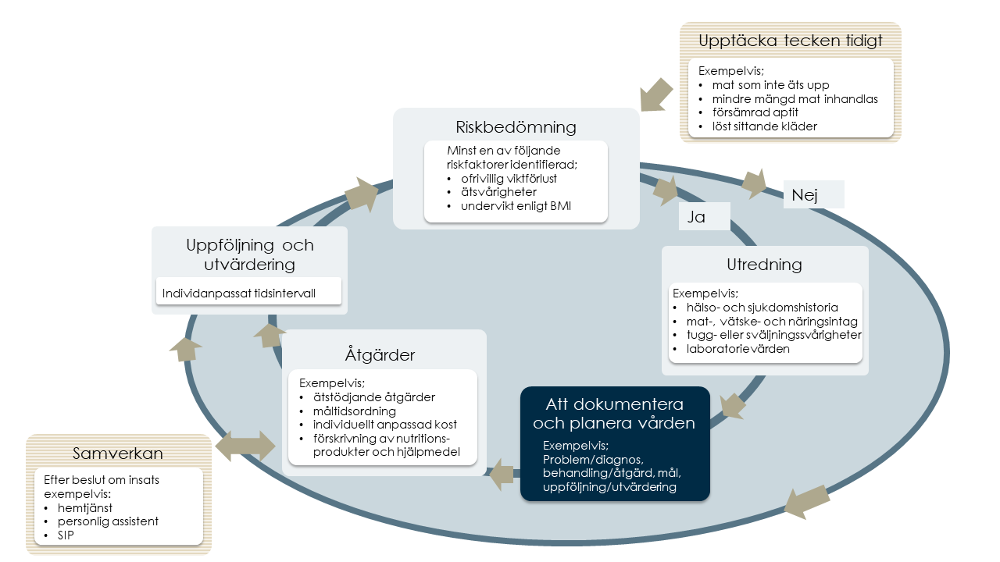 Upptäcka tecken tidigt
Exempelvis;
• mat som inte äts upp
• mindre mängd mat inhandlas
• försämrad aptit
• löst sittande kläder
Riskbedömning
Minst en av följande
riskfaktorer identifierad;
• ofrivillig viktförlust
• ätsvårigheter
• undervikt enligt BMI
Nej
Ja
Utredning
Exempelvis;
• hälso- och sjukdomshistoria
• mat-, vätske- och näringsintag
• tugg- eller sväljningssvårigheter
• laboratorievärden
Att dokumentera
och planera vården
Exempelvis;
Problem/diagnos,
behandling/åtgärd, mål,
uppföljning/utvärdering
Åtgärder
Exempelvis;
• ätstödjande åtgärder
• måltidsordning
• individuellt anpassad kost
• förskrivning av nutritions-
produkter och hjälpmedel
Samverkan
Efter beslut om insats
exempelvis:
• hemtjänst
• personlig assistent
• SIP
Uppföljning och
utvärdering
Individanpassat tidsintervall